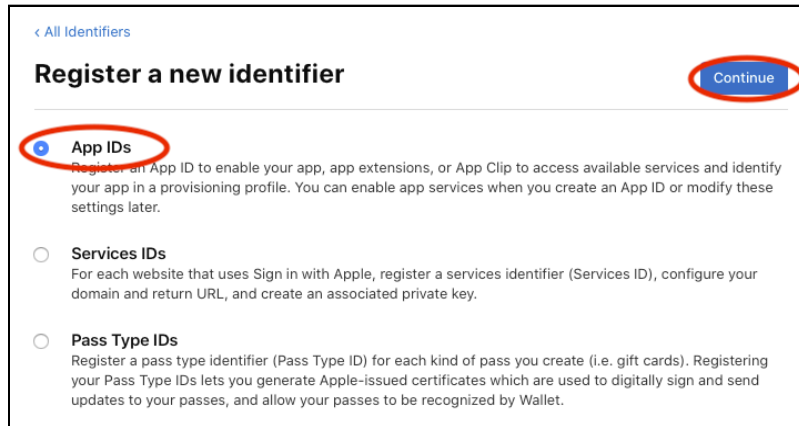 ‹ All Identifiers
Register a new identifier
Continue
App IDs
Register an App ID to enable your app, app extensions, or App Clip to access available services and identify
your app in a provisioning profile. You can enable app services when you create an App ID or modify these
settings later.
Services IDs
For each website that uses Sign in with Apple, register a services identifier (Services ID), configure your
domain and return URL, and create an associated private key.
Pass Type IDs
Register a pass type identifier (Pass Type ID) for each kind of pass you create (i.e. gift cards). Registering
your Pass Type IDs lets you generate Apple-issued certificates which are used to digitally sign and send
updates to your passes, and allow your passes to be recognized by Wallet.